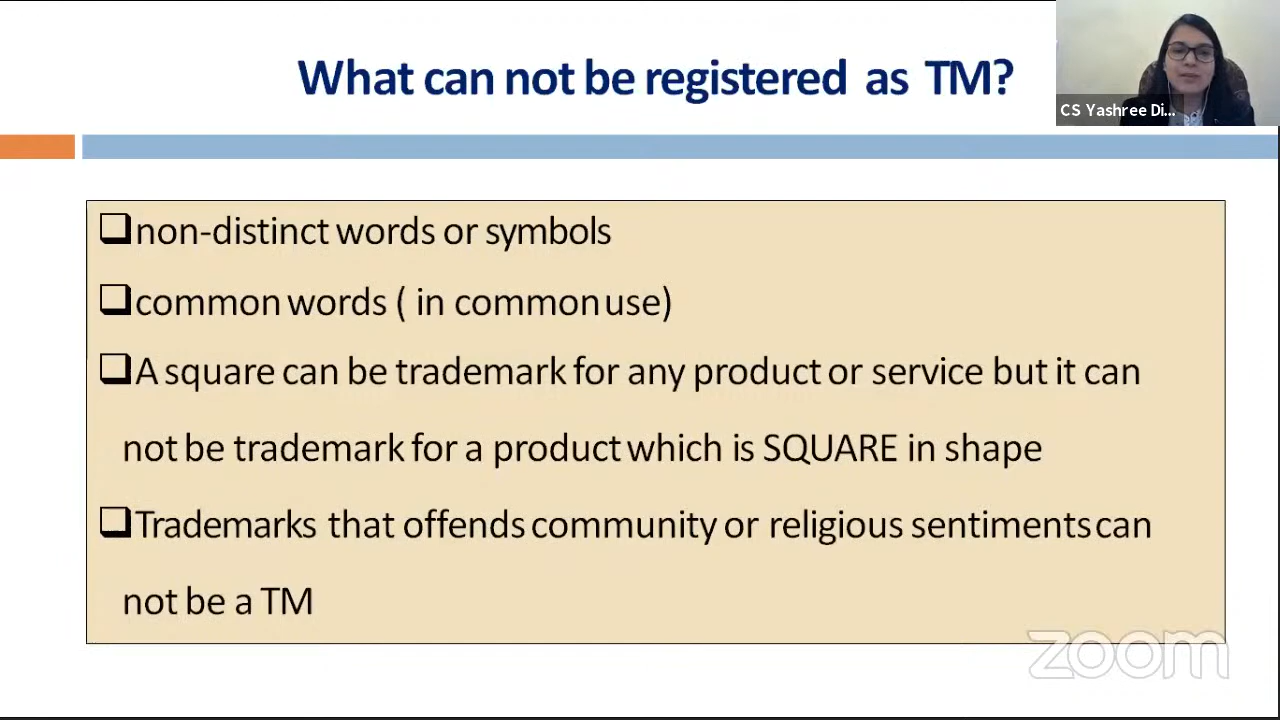 What can not be registered as TM?
CS Yashree Di...
non-distinct words or symbols
common words ( in common use)
A square can be trademark for any product or service but it can
not be trademark for a product which is SQUARE in shape
Trademarks that offends community or religious sentiments can
not be a TM
zoom